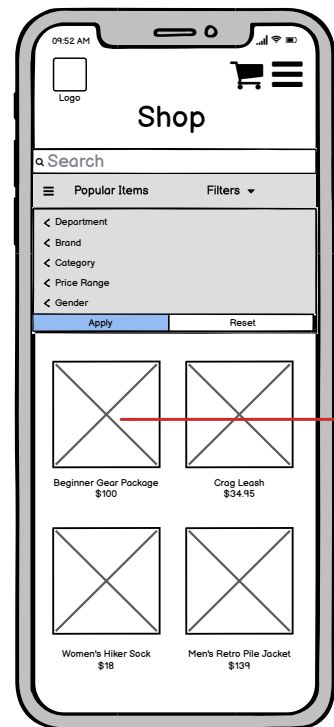 09:52 AM
Logo
Shop
Search
Popular Items Filters
Department
Brand
Category
Price Range
Gender
Apply Reset
Beginner Gear Package Crag Leash
$100 $34.95
Women's Hiker Sock Men's Retro Pile Jacket
$18 $139